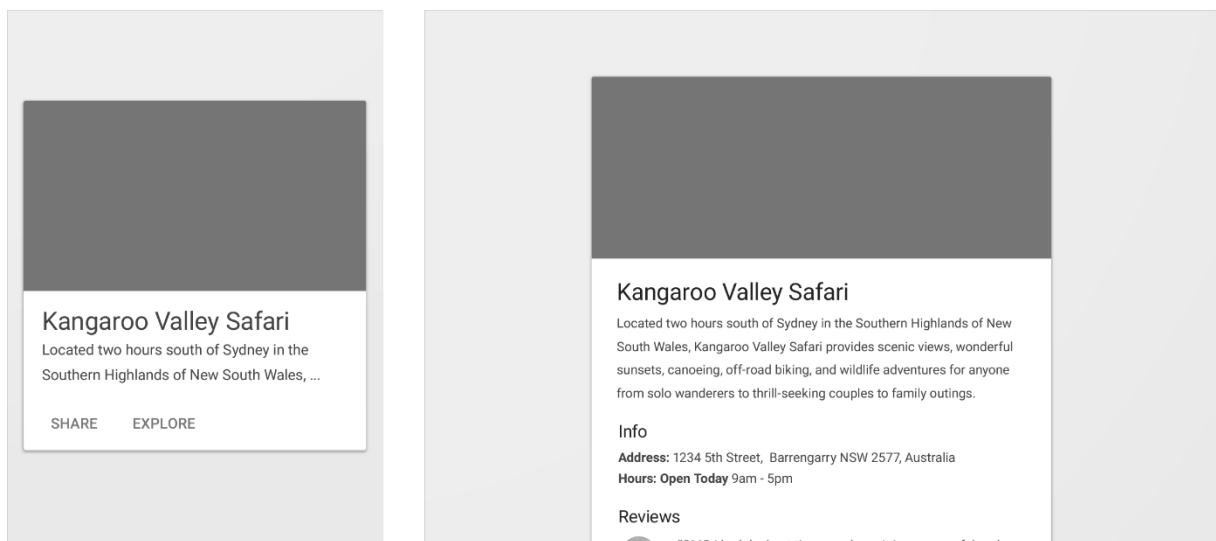 Kangaroo Valley Safari
Located two hours south of Sydney in the
Southern Highlands of New South Wales, ...
SHARE EXPLORE
Kangaroo Valley Safari
Located two hours south of Sydney in the Southern Highlands of New
South Wales, Kangaroo Valley Safari provides scenic views, wonderful
sunsets, canoeing, off-road biking, and wildlife adventures for anyone
from solo wanderers to thrill-seeking couples to family outings.
Info
Address: 1234 5th Street,  Barrengarry NSW 2577, Australia
Hours: Open Today 9am - 5pm
Reviews